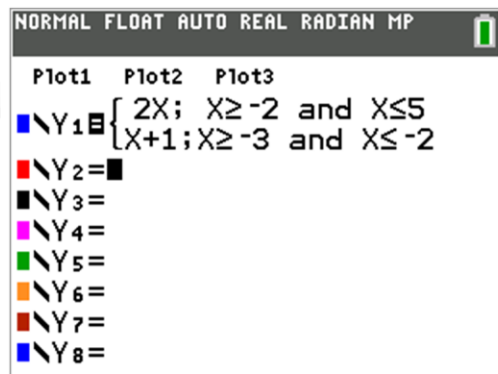 NORMAL FLOAT AUTO REAL RADIAN MP
Plot1 Plot2 Plot3
\Y1={ 2X; X≥-2 and X≤5
X+1;X≥-3 and X≤-2
\Y2=
\Y3=
\Y4=
\Y5=
\Y6=
\Y7=
\Y8=